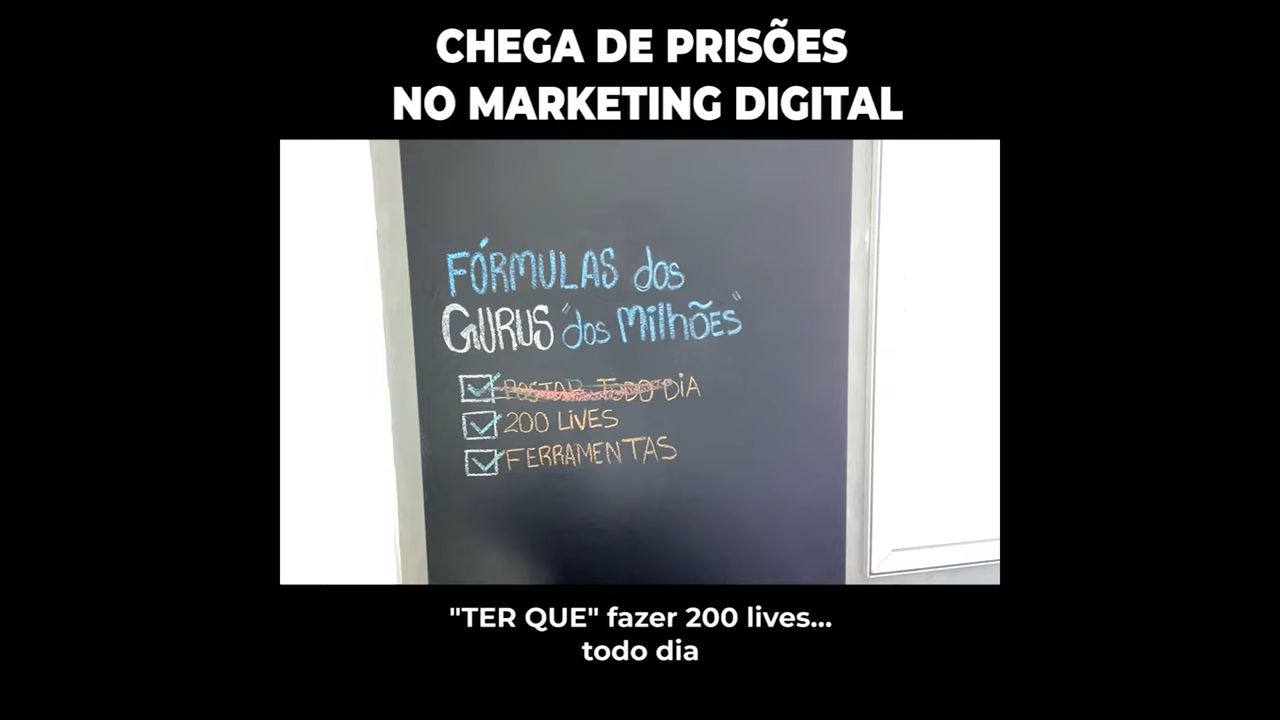 CHEGA DE PRISÕES
NO MARKETING DIGITAL
FÓRMULAS dos
GURUS "dos Milhões"
POSTAR TODO DIA
200 LiVES
FERRAMENTAS
"TER QUE" fazer 200 lives...
todo dia